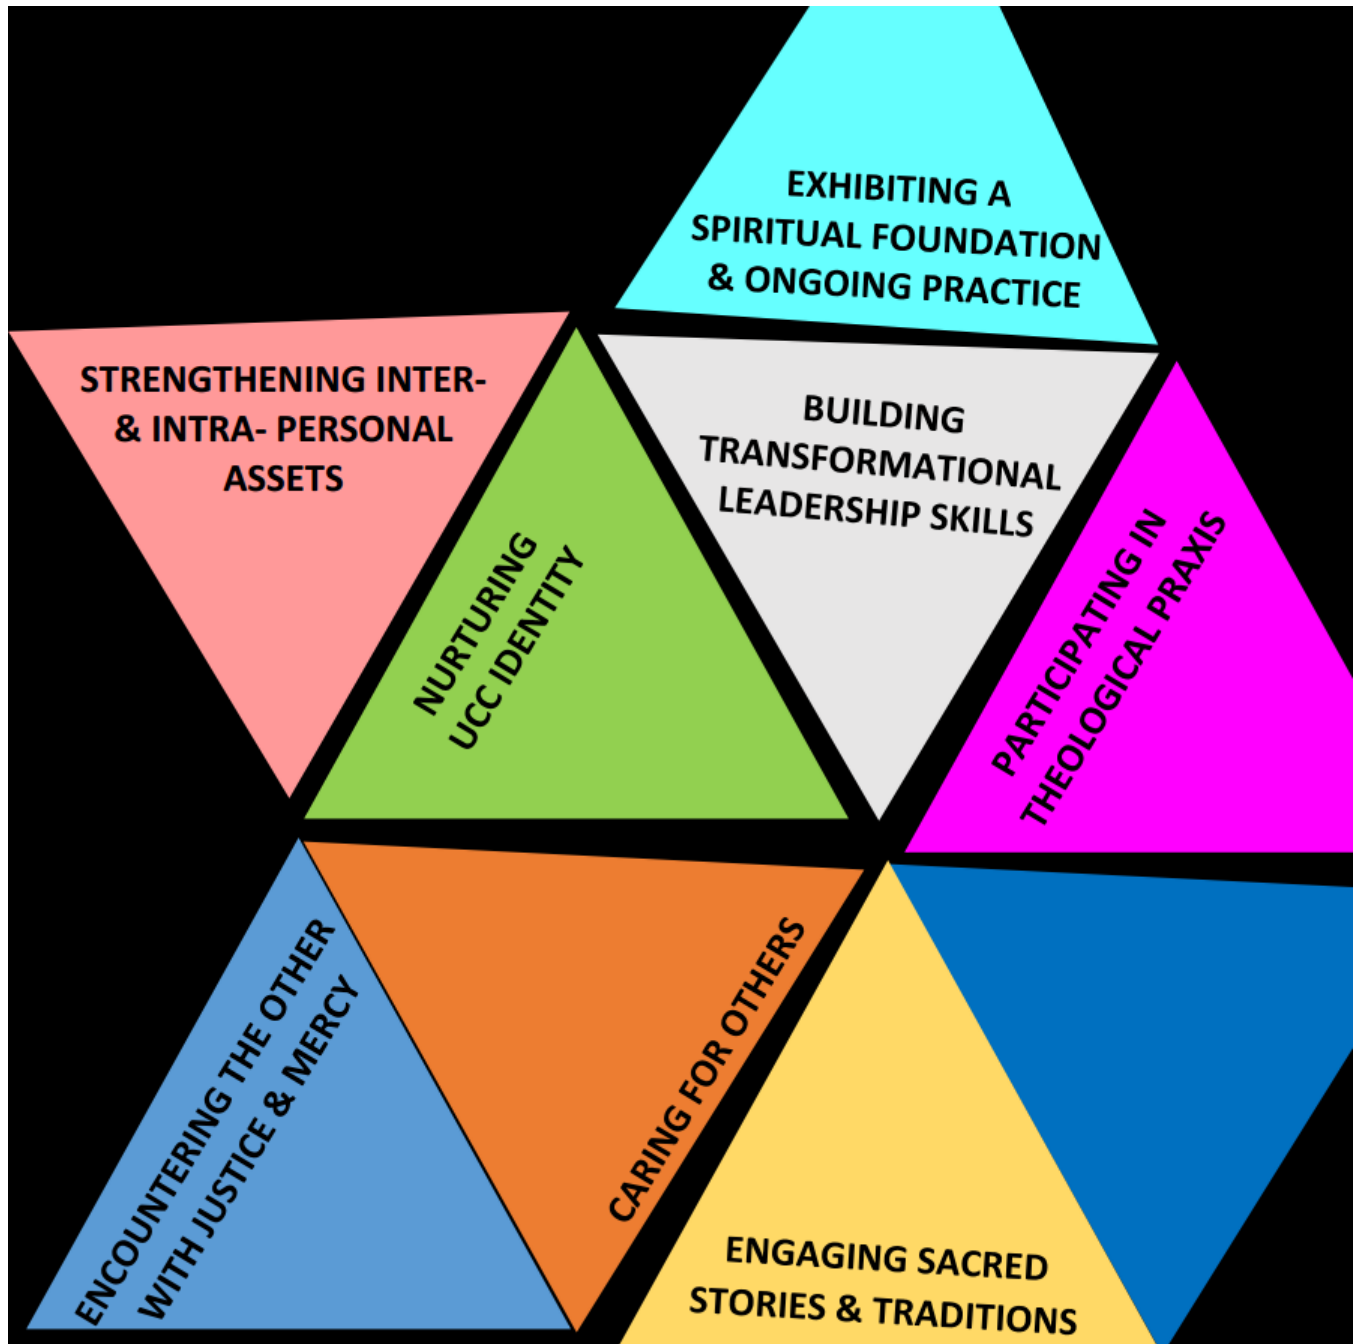 EXHIBITING A
SPIRITUAL FOUNDATION
& ONGOING PRACTICE
STRENGTHENING INTER-
& INTRA- PERSONAL
ASSETS
BUILDING
TRANSFORMATIONAL
LEADERSHIP SKILLS
NURTURING
UCC IDENTITY
PARTICIPATING IN
THEOLOGICAL PRAXIS
ENCOUNTERING THE OTHER
WITH JUSTICE & MERCY
CARING FOR OTHERS
ENGAGING SACRED
STORIES & TRADITIONS